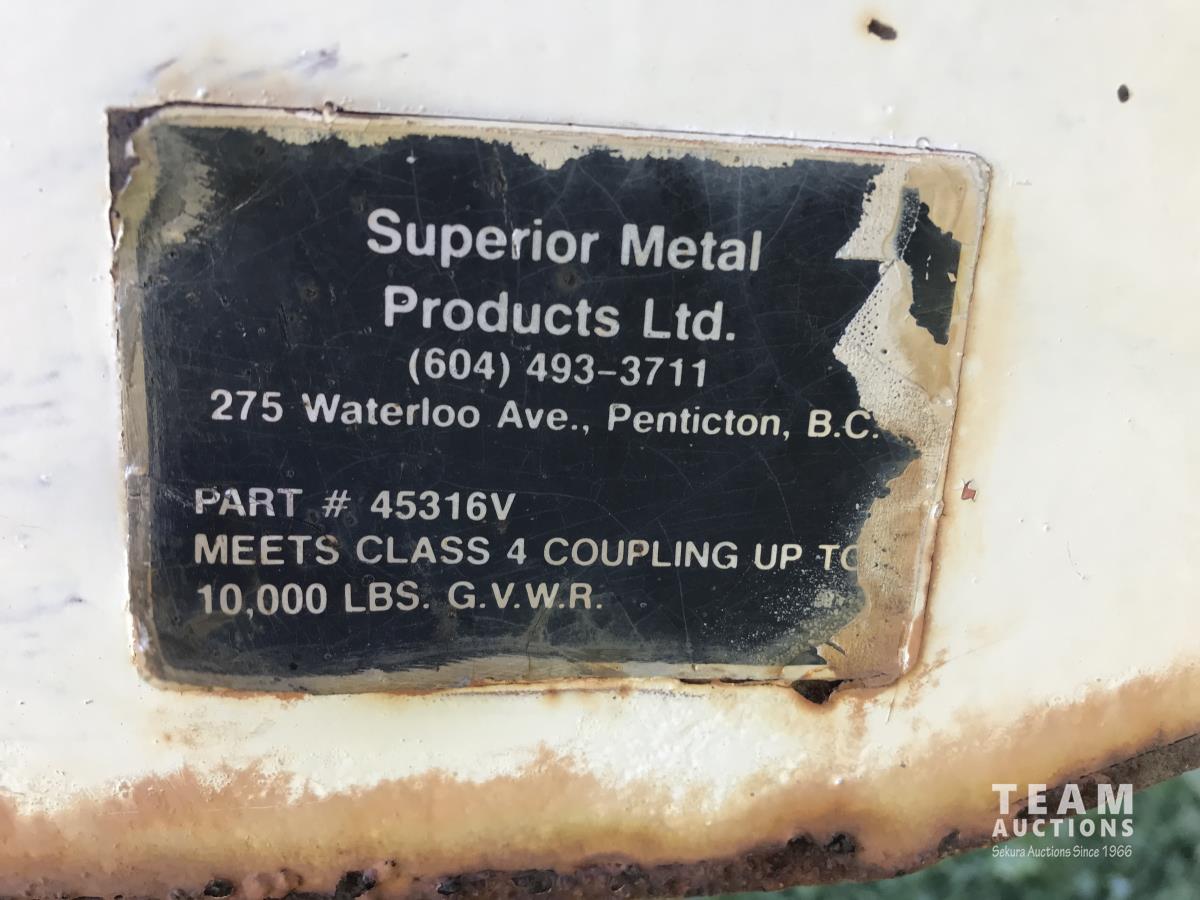 Superior Metal
Products Ltd.
(604) 493-3711
275 Waterloo Ave., Penticton, B.C.
PART # 45316V
MEETS CLASS 4 COUPLING UP TO
10,000 LBS. G.V.W.R.
TEAM
AUCTIONS
Sekura Auctions Since 1966